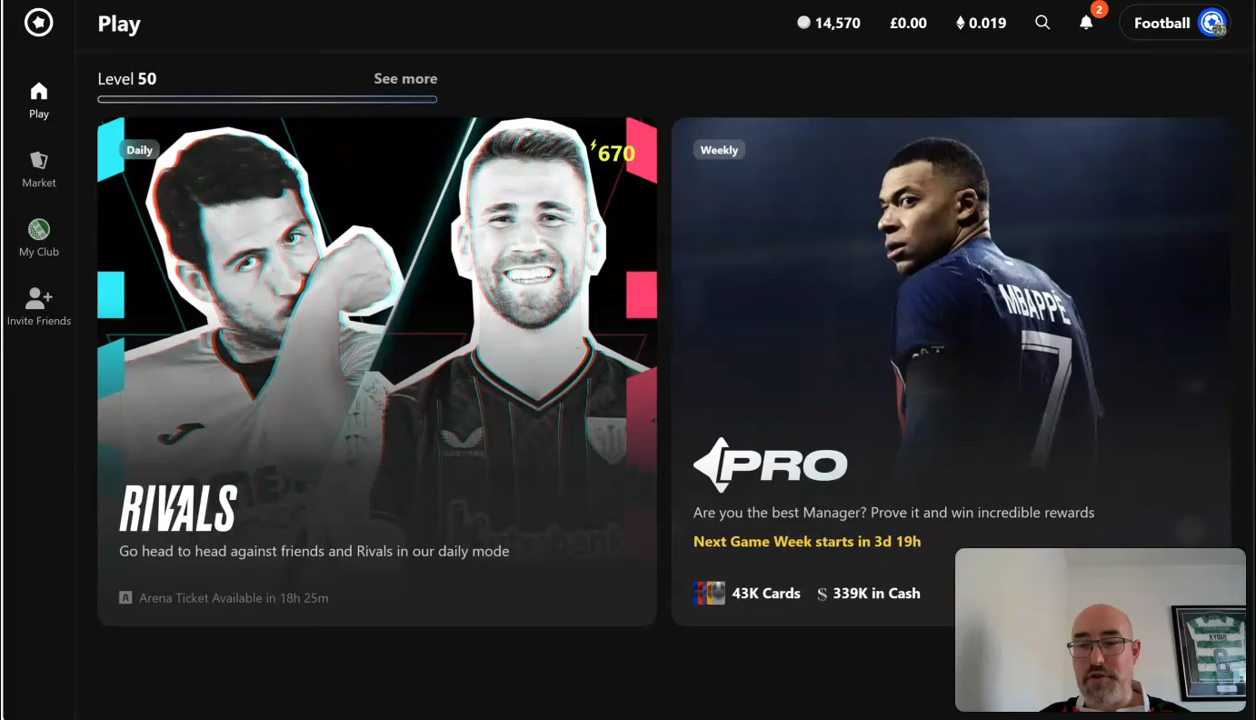 Play
14,570
£0.00
0.019
2
Football
Play
Market
My Club
Invite Friends
Level 50
See more
Daily
670
RIVALS
Go head to head against friends and Rivals in our daily mode
Arena Ticket Available in 18h 25m
Weekly
MBAPPÉ
7
PRO
Are you the best Manager? Prove it and win incredible rewards
Next Game Week starts in 3d 19h
43K Cards
339K in Cash
KYOGO
8